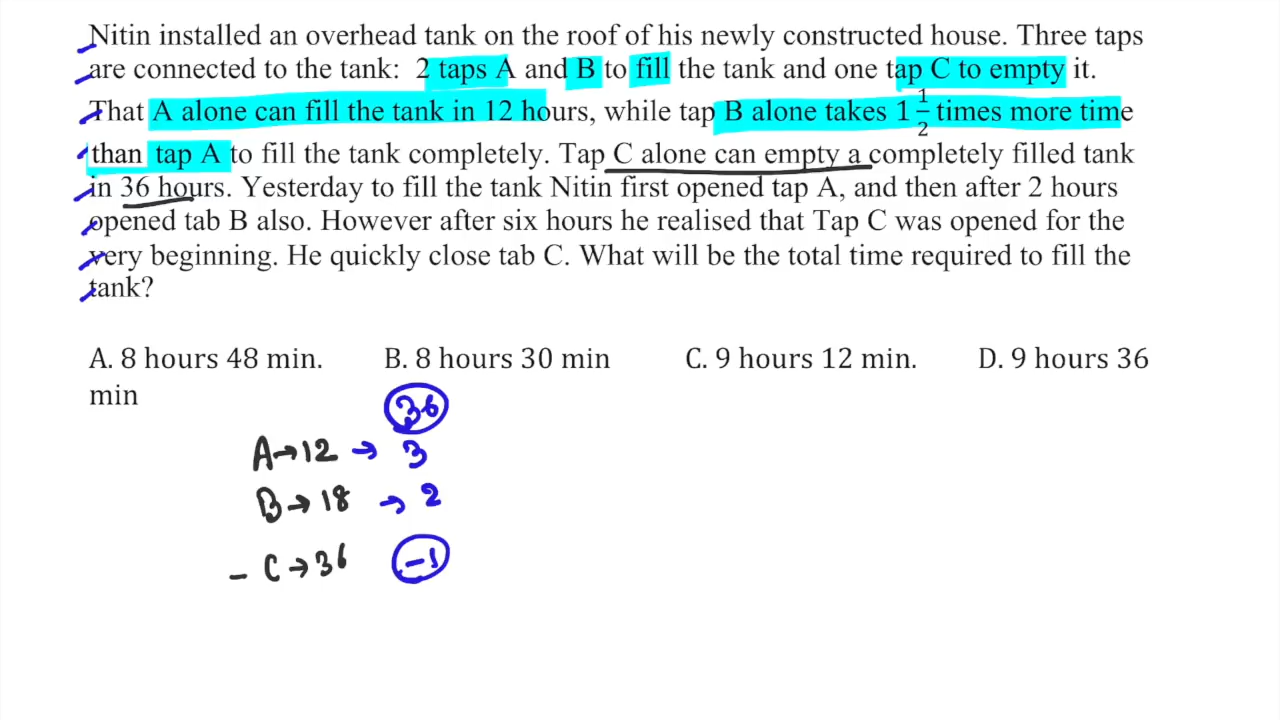 Nitin installed an overhead tank on the roof of his newly constructed house. Three taps
are connected to the tank: 2 taps A and B to fill the tank and one tap C to empty it.
That A alone can fill the tank in 12 hours, while tap B alone takes 1 1/2 times more time
than tap A to fill the tank completely. Tap C alone can empty a completely filled tank
in 36 hours. Yesterday to fill the tank Nitin first opened tap A, and then after 2 hours
opened tab B also. However after six hours he realised that Tap C was opened for the
very beginning. He quickly close tab C. What will be the total time required to fill the
tank?
A. 8 hours 48 min. B. 8 hours 30 min C. 9 hours 12 min. D. 9 hours 36
min
36
A→12 → 3
B→18 → 2
- C→36 -1